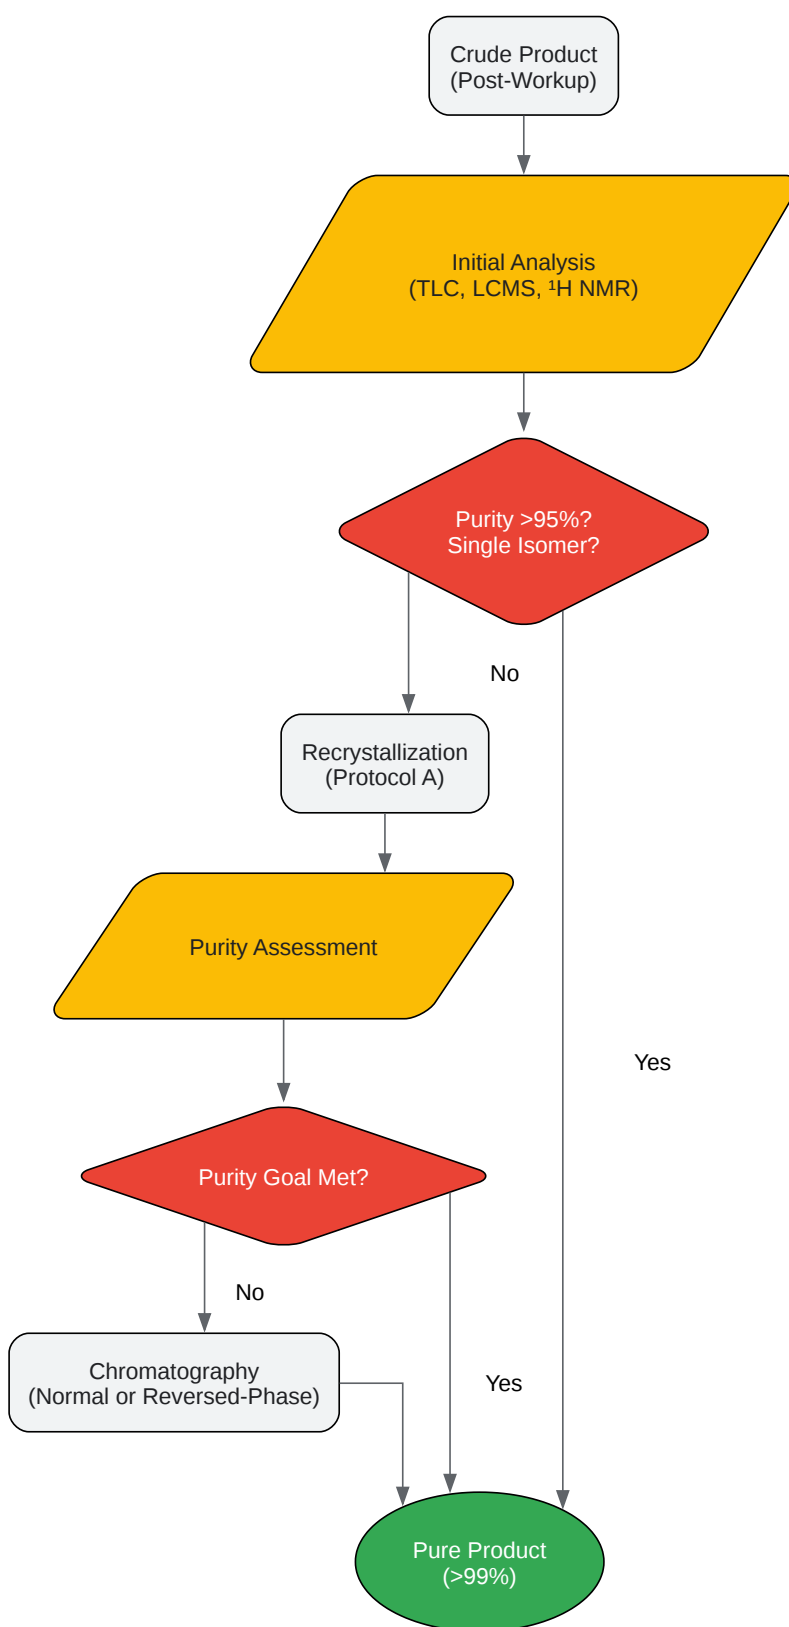 Crude Product
(Post-Workup)
Initial Analysis
(TLC, LCMS, ¹H NMR)
Purity >95%?
Single Isomer?
No
Recrystallization
(Protocol A)
Purity Assessment
Yes
Purity Goal Met?
No
Chromatography
(Normal or Reversed-Phase)
Yes
Pure Product
(>99%)